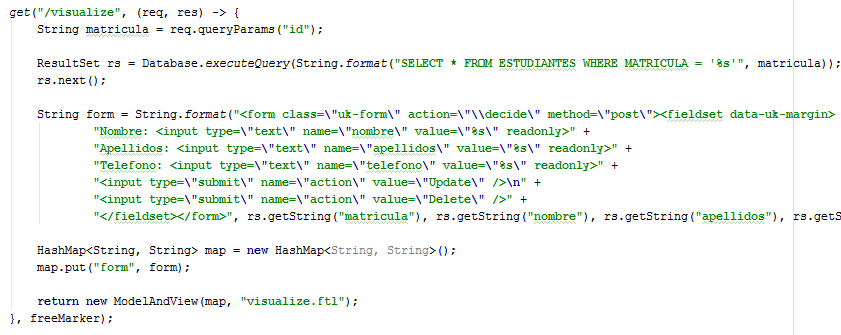 get("/visualize", (req, res) -> {
    String matricula = req.queryParams("id");

    ResultSet rs = Database.executeQuery(String.format("SELECT * FROM ESTUDIANTES WHERE MATRICULA = '%s'", matricula));
    rs.next();

    String form = String.format("<form class=\"uk-form\" action=\"\\decide\" method=\"post\"><fieldset data-uk-margin>
            "Nombre: <input type=\"text\" name=\"nombre\" value=\"%s\" readonly>" +
            "Apellidos: <input type=\"text\" name=\"apellidos\" value=\"%s\" readonly>" +
            "Telefono: <input type=\"text\" name=\"telefono\" value=\"%s\" readonly>" +
            "<input type=\"submit\" name=\"action\" value=\"Update\" />\n" +
            "<input type=\"submit\" name=\"action\" value=\"Delete\" />" +
            "</fieldset></form>", rs.getString("matricula"), rs.getString("nombre"), rs.getString("apellidos"), rs.getS

    HashMap<String, String> map = new HashMap<String, String>();
    map.put("form", form);

    return new ModelAndView(map, "visualize.ftl");
}, freeMarker);